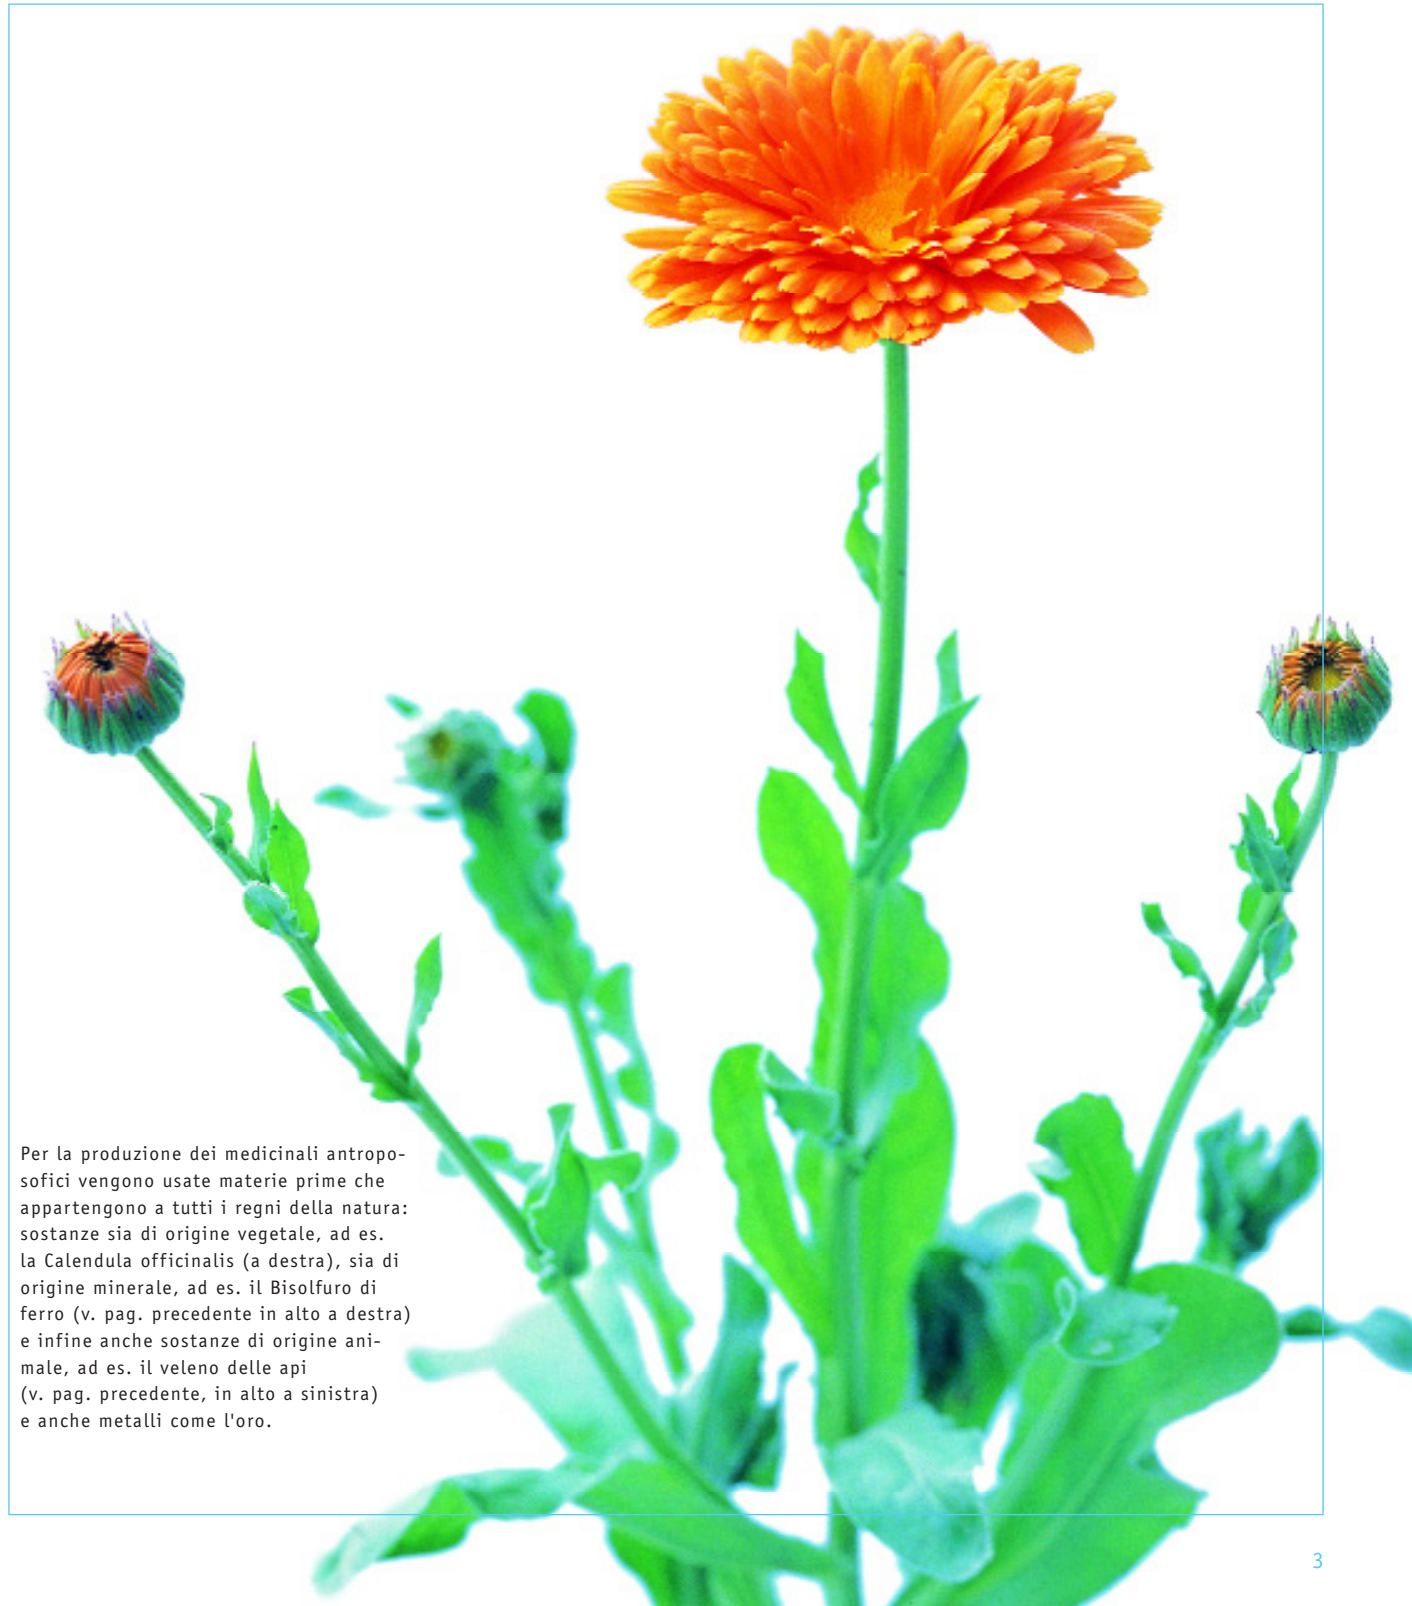 Per la produzione dei medicinali antropo-
sofici vengono usate materie prime che
appartengono a tutti i regni della natura:
sostanze sia di origine vegetale, ad es.
la Calendula officinalis (a destra), sia di
origine minerale, ad es. il Bisolfuro di
ferro (v. pag. precedente in alto a destra)
e infine anche sostanze di origine ani-
male, ad es. il veleno delle api
(v. pag. precedente, in alto a sinistra)
e anche metalli come l'oro.
3